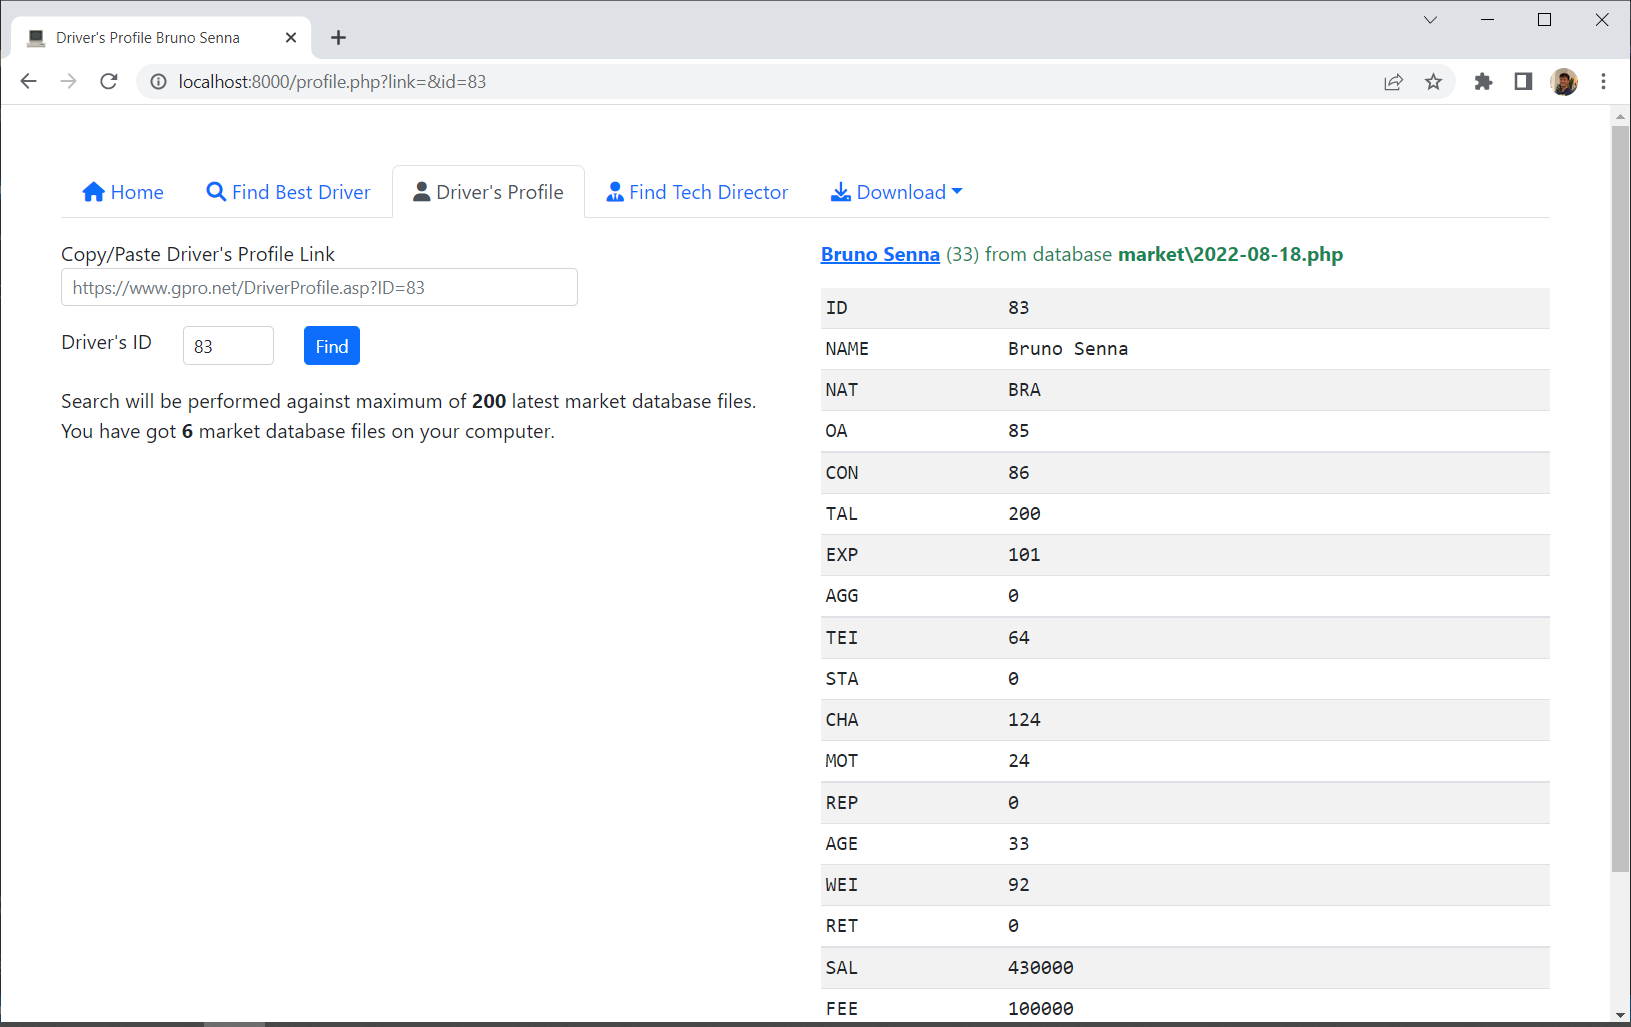 Driver's Profile Bruno Senna
localhost:8000/profile.php?link=&id=83
Home
Find Best Driver
Driver's Profile
Find Tech Director
Download
Copy/Paste Driver's Profile Link
https://www.gpro.net/DriverProfile.asp?ID=83
Driver's ID 83 Find
Search will be performed against maximum of 200 latest market database files.
You have got 6 market database files on your computer.
Bruno Senna (33) from database market\2022-08-18.php
ID 83
NAME Bruno Senna
NAT BRA
OA 85
CON 86
TAL 200
EXP 101
AGG 0
TEI 64
STA 0
CHA 124
MOT 24
REP 0
AGE 33
WEI 92
RET 0
SAL 430000
FEE 100000